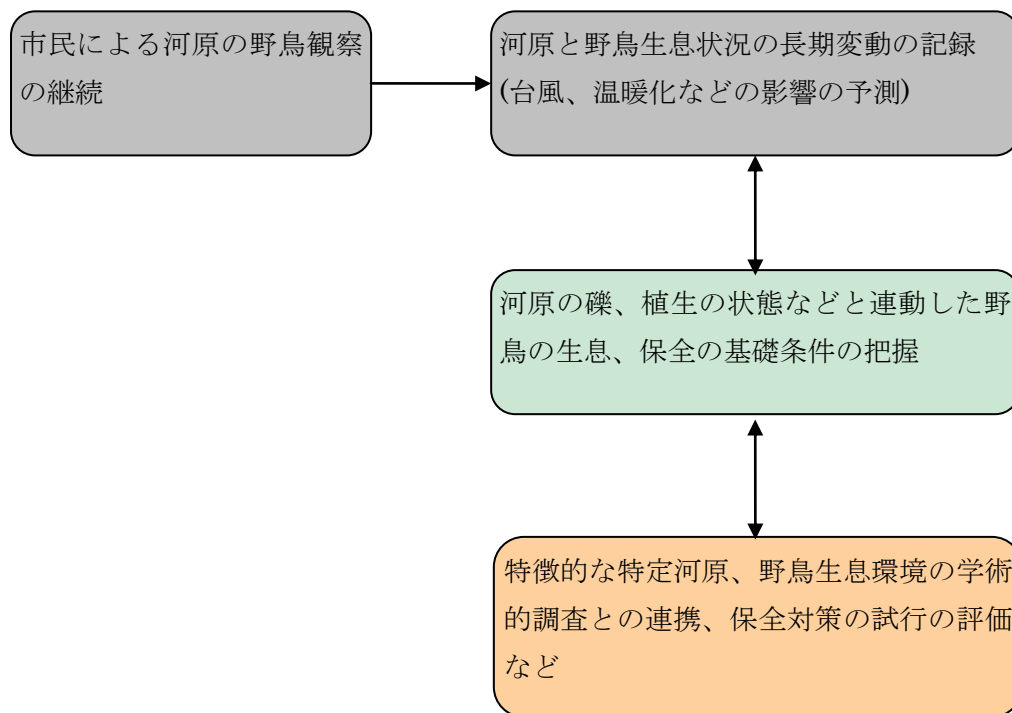 市民による河原の野鳥観察
の継続
河原と野鳥生息状況の長期変動の記録
(台風、温暖化などの影響の予測)
河原の礫、植生の状態などと連動した野
鳥の生息、保全の基礎条件の把握
特徴的な特定河原、野鳥生息環境の学術
的調査との連携、保全対策の試行の評価
など